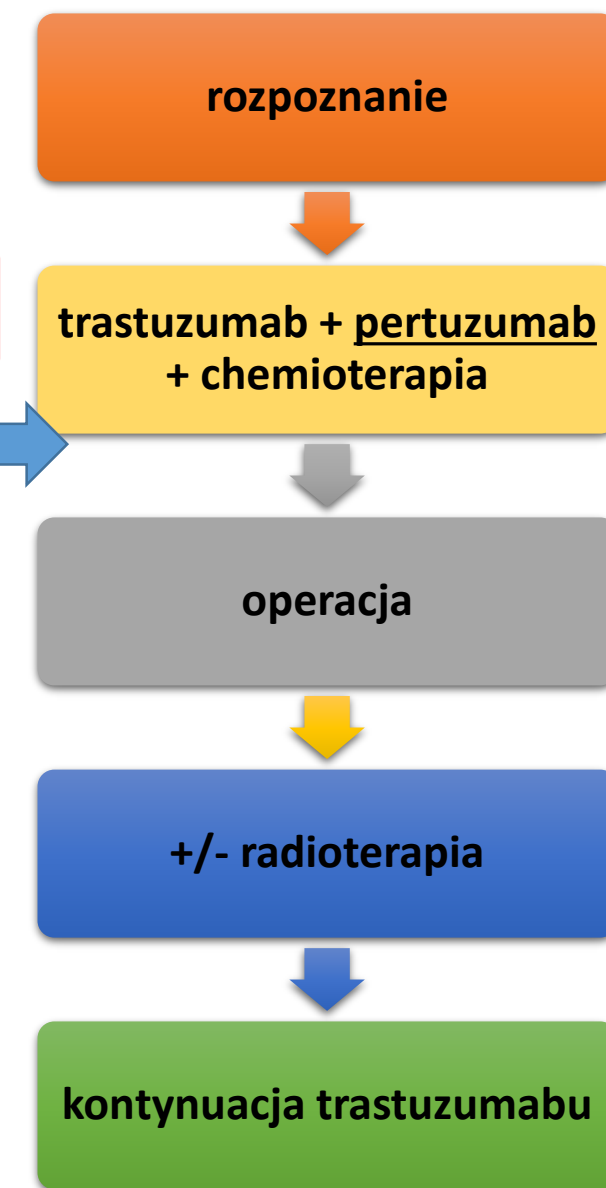 rozpoznanie
trastuzumab + pertuzumab
+ chemioterapia
operacja
+/- radioterapia
kontynuacja trastuzumabu